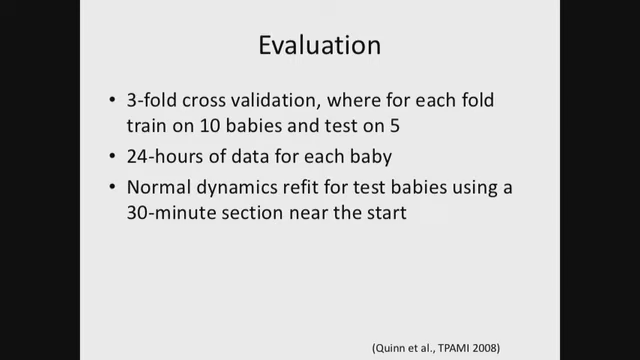 Evaluation
• 3-fold cross validation, where for each fold
train on 10 babies and test on 5
• 24-hours of data for each baby
• Normal dynamics refit for test babies using a
30-minute section near the start
(Quinn et al., TPAMI 2008)